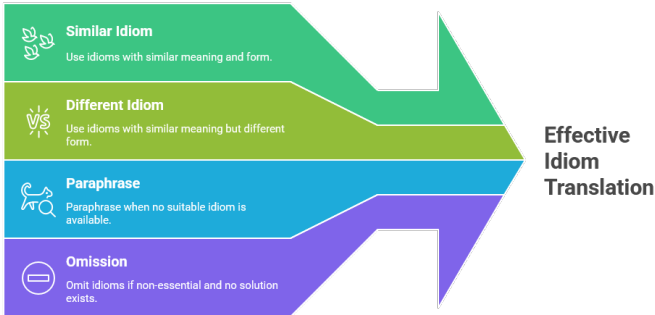 Similar Idiom
Use idioms with similar meaning and form.
VS
Different Idiom
Use idioms with similar meaning but different
form.
Paraphrase
Paraphrase when no suitable idiom is
available.
Omission
Omit idioms if non-essential and no solution
exists.
Effective
Idiom
Translation